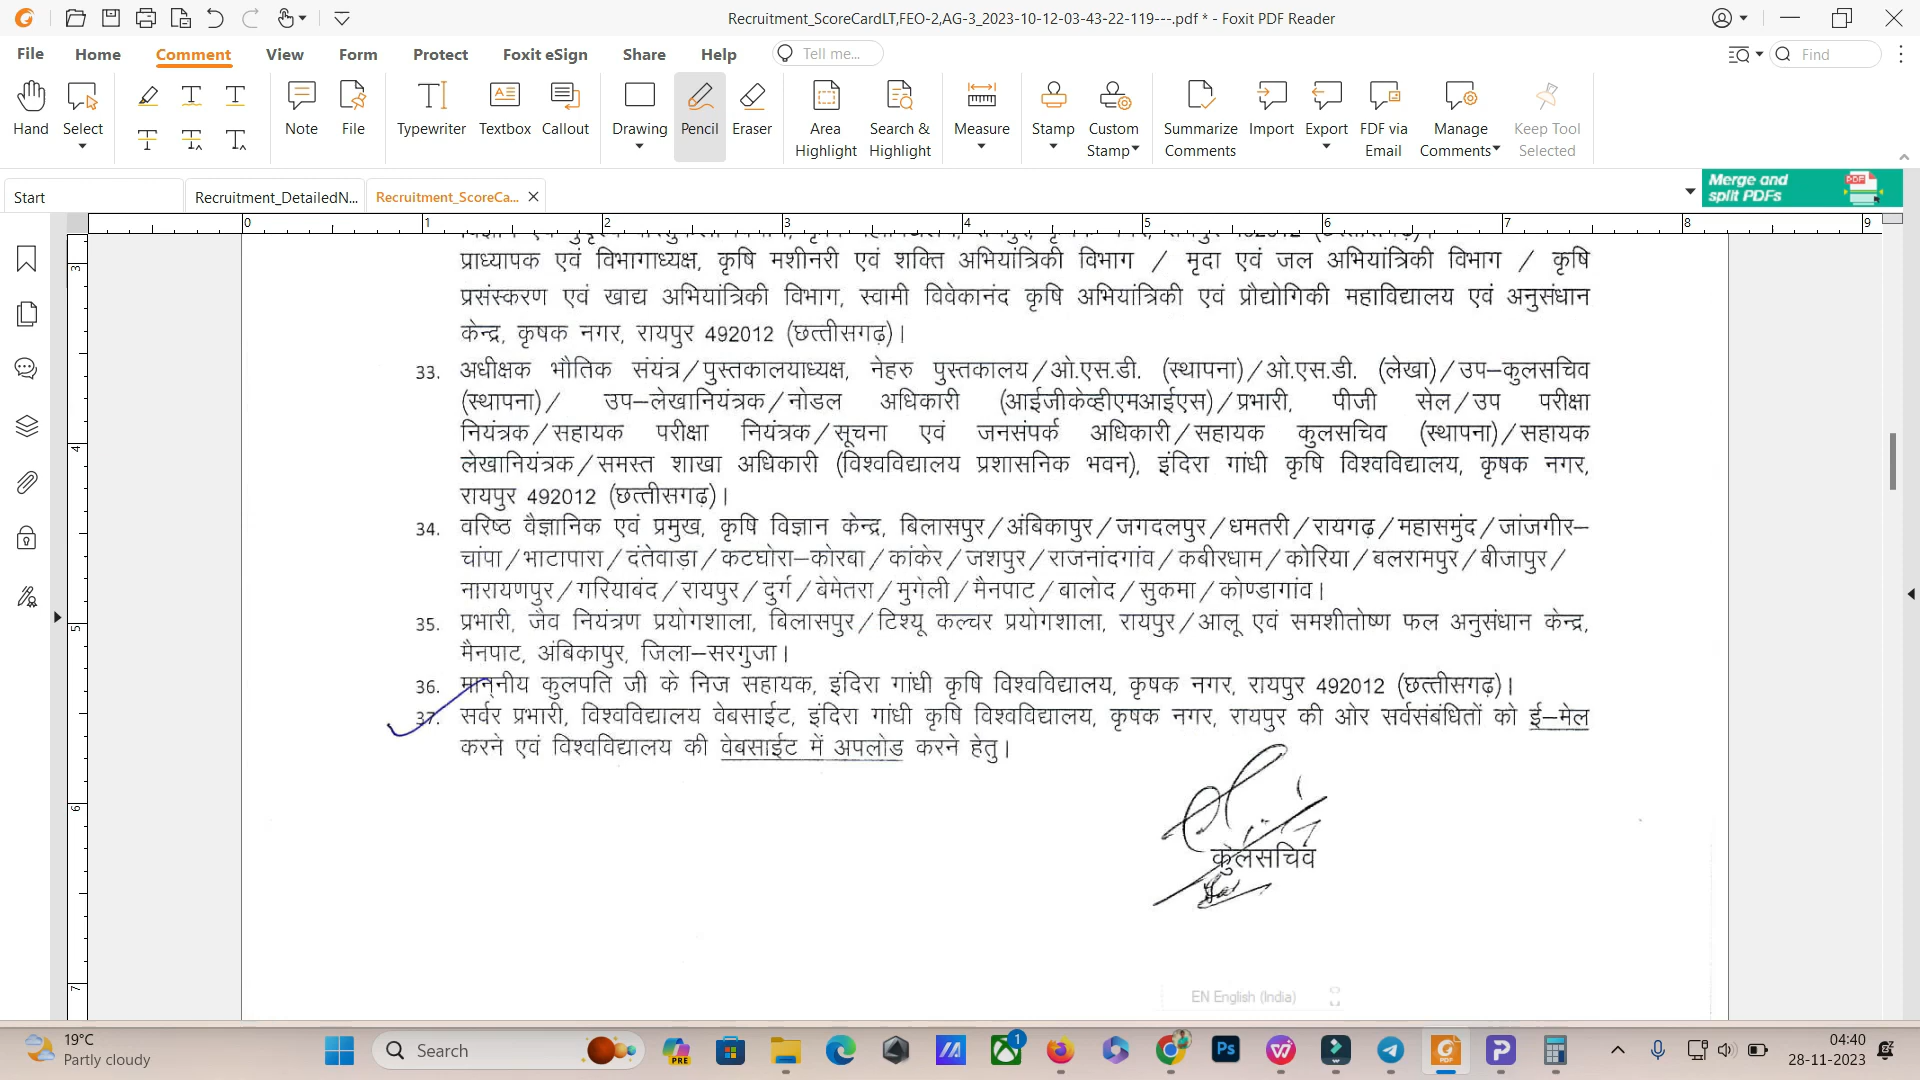 Recruitment_ScoreCardLT,FEO-2,AG-3_2023-10-12-03-43-22-119---.pdf * - Foxit PDF Reader
File Home Comment View Form Protect Foxit eSign Share Help Tell me... Find
Hand Select Note File Typewriter Textbox Callout Drawing Pencil Eraser Area Highlight Search & Highlight Measure Stamp Custom Stamp Summarize Comments Import Export FDF via Email Manage Comments Keep Tool Selected
Start Recruitment_DetailedN... Recruitment_ScoreCa... Merge and split PDFs
0 1 2 3 4 5 6 7 8 9
प्राध्यापक एवं विभागाध्यक्ष, कृषि मशीनरी एवं शक्ति अभियांत्रिकी विभाग / मृदा एवं जल अभियांत्रिकी विभाग / कृषि
प्रसंस्करण एवं खाद्य अभियांत्रिकी विभाग, स्वामी विवेकानंद कृषि अभियांत्रिकी एवं प्रौद्योगिकी महाविद्यालय एवं अनुसंधान
केन्द्र, कृषक नगर, रायपुर 492012 (छत्तीसगढ़)।
33. अधीक्षक भौतिक संयंत्र/पुस्तकालयाध्यक्ष, नेहरु पुस्तकालय/ओ.एस.डी. (स्थापना)/ओ.एस.डी. (लेखा)/उप–कुलसचिव
(स्थापना)/ उप–लेखानियंत्रक/नोडल अधिकारी (आईजीकेव्हीएमआईएस)/प्रभारी, पीजी सेल/उप परीक्षा
नियंत्रक/सहायक परीक्षा नियंत्रक/सूचना एवं जनसंपर्क अधिकारी/सहायक कुलसचिव (स्थापना)/सहायक
लेखानियंत्रक/समस्त शाखा अधिकारी (विश्वविद्यालय प्रशासनिक भवन), इंदिरा गांधी कृषि विश्वविद्यालय, कृषक नगर,
रायपुर 492012 (छत्तीसगढ़)।
34. वरिष्ठ वैज्ञानिक एवं प्रमुख, कृषि विज्ञान केन्द्र, बिलासपुर/अंबिकापुर/जगदलपुर/धमतरी/रायगढ़/महासमुंद/जांजगीर–
चांपा/भाटापारा/दंतेवाड़ा/कटघोरा–कोरबा/कांकेर/जशपुर/राजनांदगांव/कबीरधाम/कोरिया/बलरामपुर/बीजापुर/
नारायणपुर/गरियाबंद/रायपुर/दुर्ग/बेमेतरा/मुगेली/मैनपाट/बालोद/सुकमा/कोण्डागांव।
35. प्रभारी, जैव नियंत्रण प्रयोगशाला, बिलासपुर/टिश्यू कल्चर प्रयोगशाला, रायपुर/आलू एवं समशीतोष्ण फल अनुसंधान केन्द्र,
मैनपाट, अंबिकापुर, जिला–सरगुजा।
36. मान्नीय कुलपति जी के निज सहायक, इंदिरा गांधी कृषि विश्वविद्यालय, कृषक नगर, रायपुर 492012 (छत्तीसगढ़)।
37. सर्वर प्रभारी, विश्वविद्यालय वेबसाईट, इंदिरा गांधी कृषि विश्वविद्यालय, कृषक नगर, रायपुर की ओर सर्वसंबंधितों को ई–मेल
करने एवं विश्वविद्यालय की वेबसाईट में अपलोड करने हेतु।
कुलसचिव
EN English (India)
19°C
Partly cloudy
Search
04:40
28-11-2023